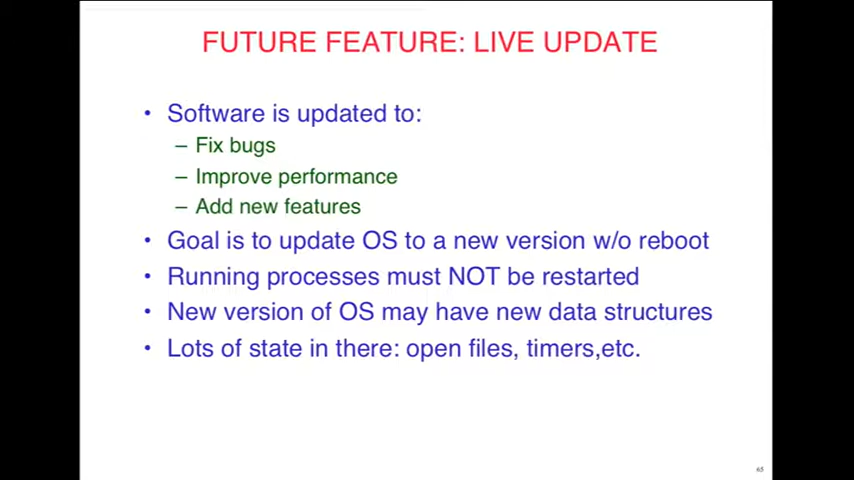 FUTURE FEATURE: LIVE UPDATE
• Software is updated to:
– Fix bugs
– Improve performance
– Add new features
• Goal is to update OS to a new version w/o reboot
• Running processes must NOT be restarted
• New version of OS may have new data structures
• Lots of state in there: open files, timers,etc.
65